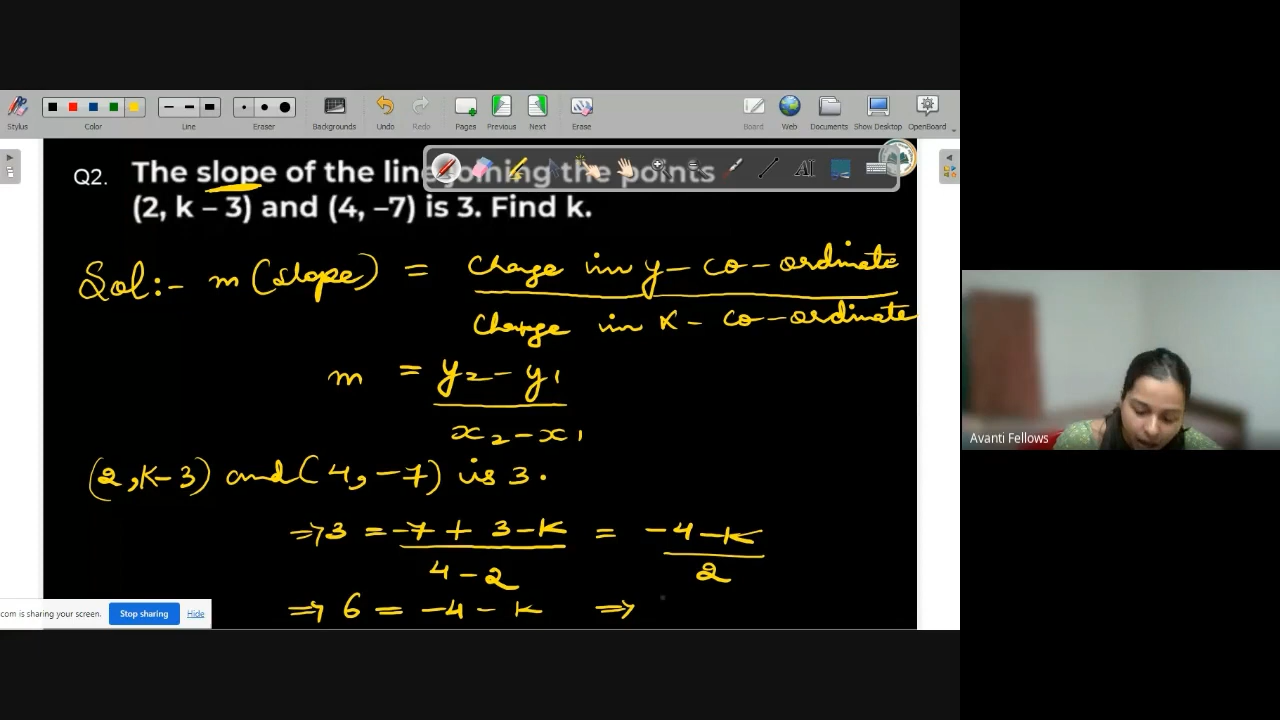 Stylus
Color
Line
Eraser
Backgrounds
Undo
Redo
Pages
Previous
Next
Erase
Board
Web
Documents
Show Desktop
OpenBoard
Q2. The slope of the line joining the points
(2, k – 3) and (4, –7) is 3. Find k.
Sol:- m (slope) = Change in y-co-ordinate
Change in x-co-ordinate
m = y₂ - y₁
x₂ - x₁
(2, K-3) and (4, -7) is 3.
⇒ 3 = -7 + 3 - K = -4 - K
4 - 2 2
⇒ 6 = -4 - K ⇒
com is sharing your screen. Stop sharing Hide
Avanti Fellows